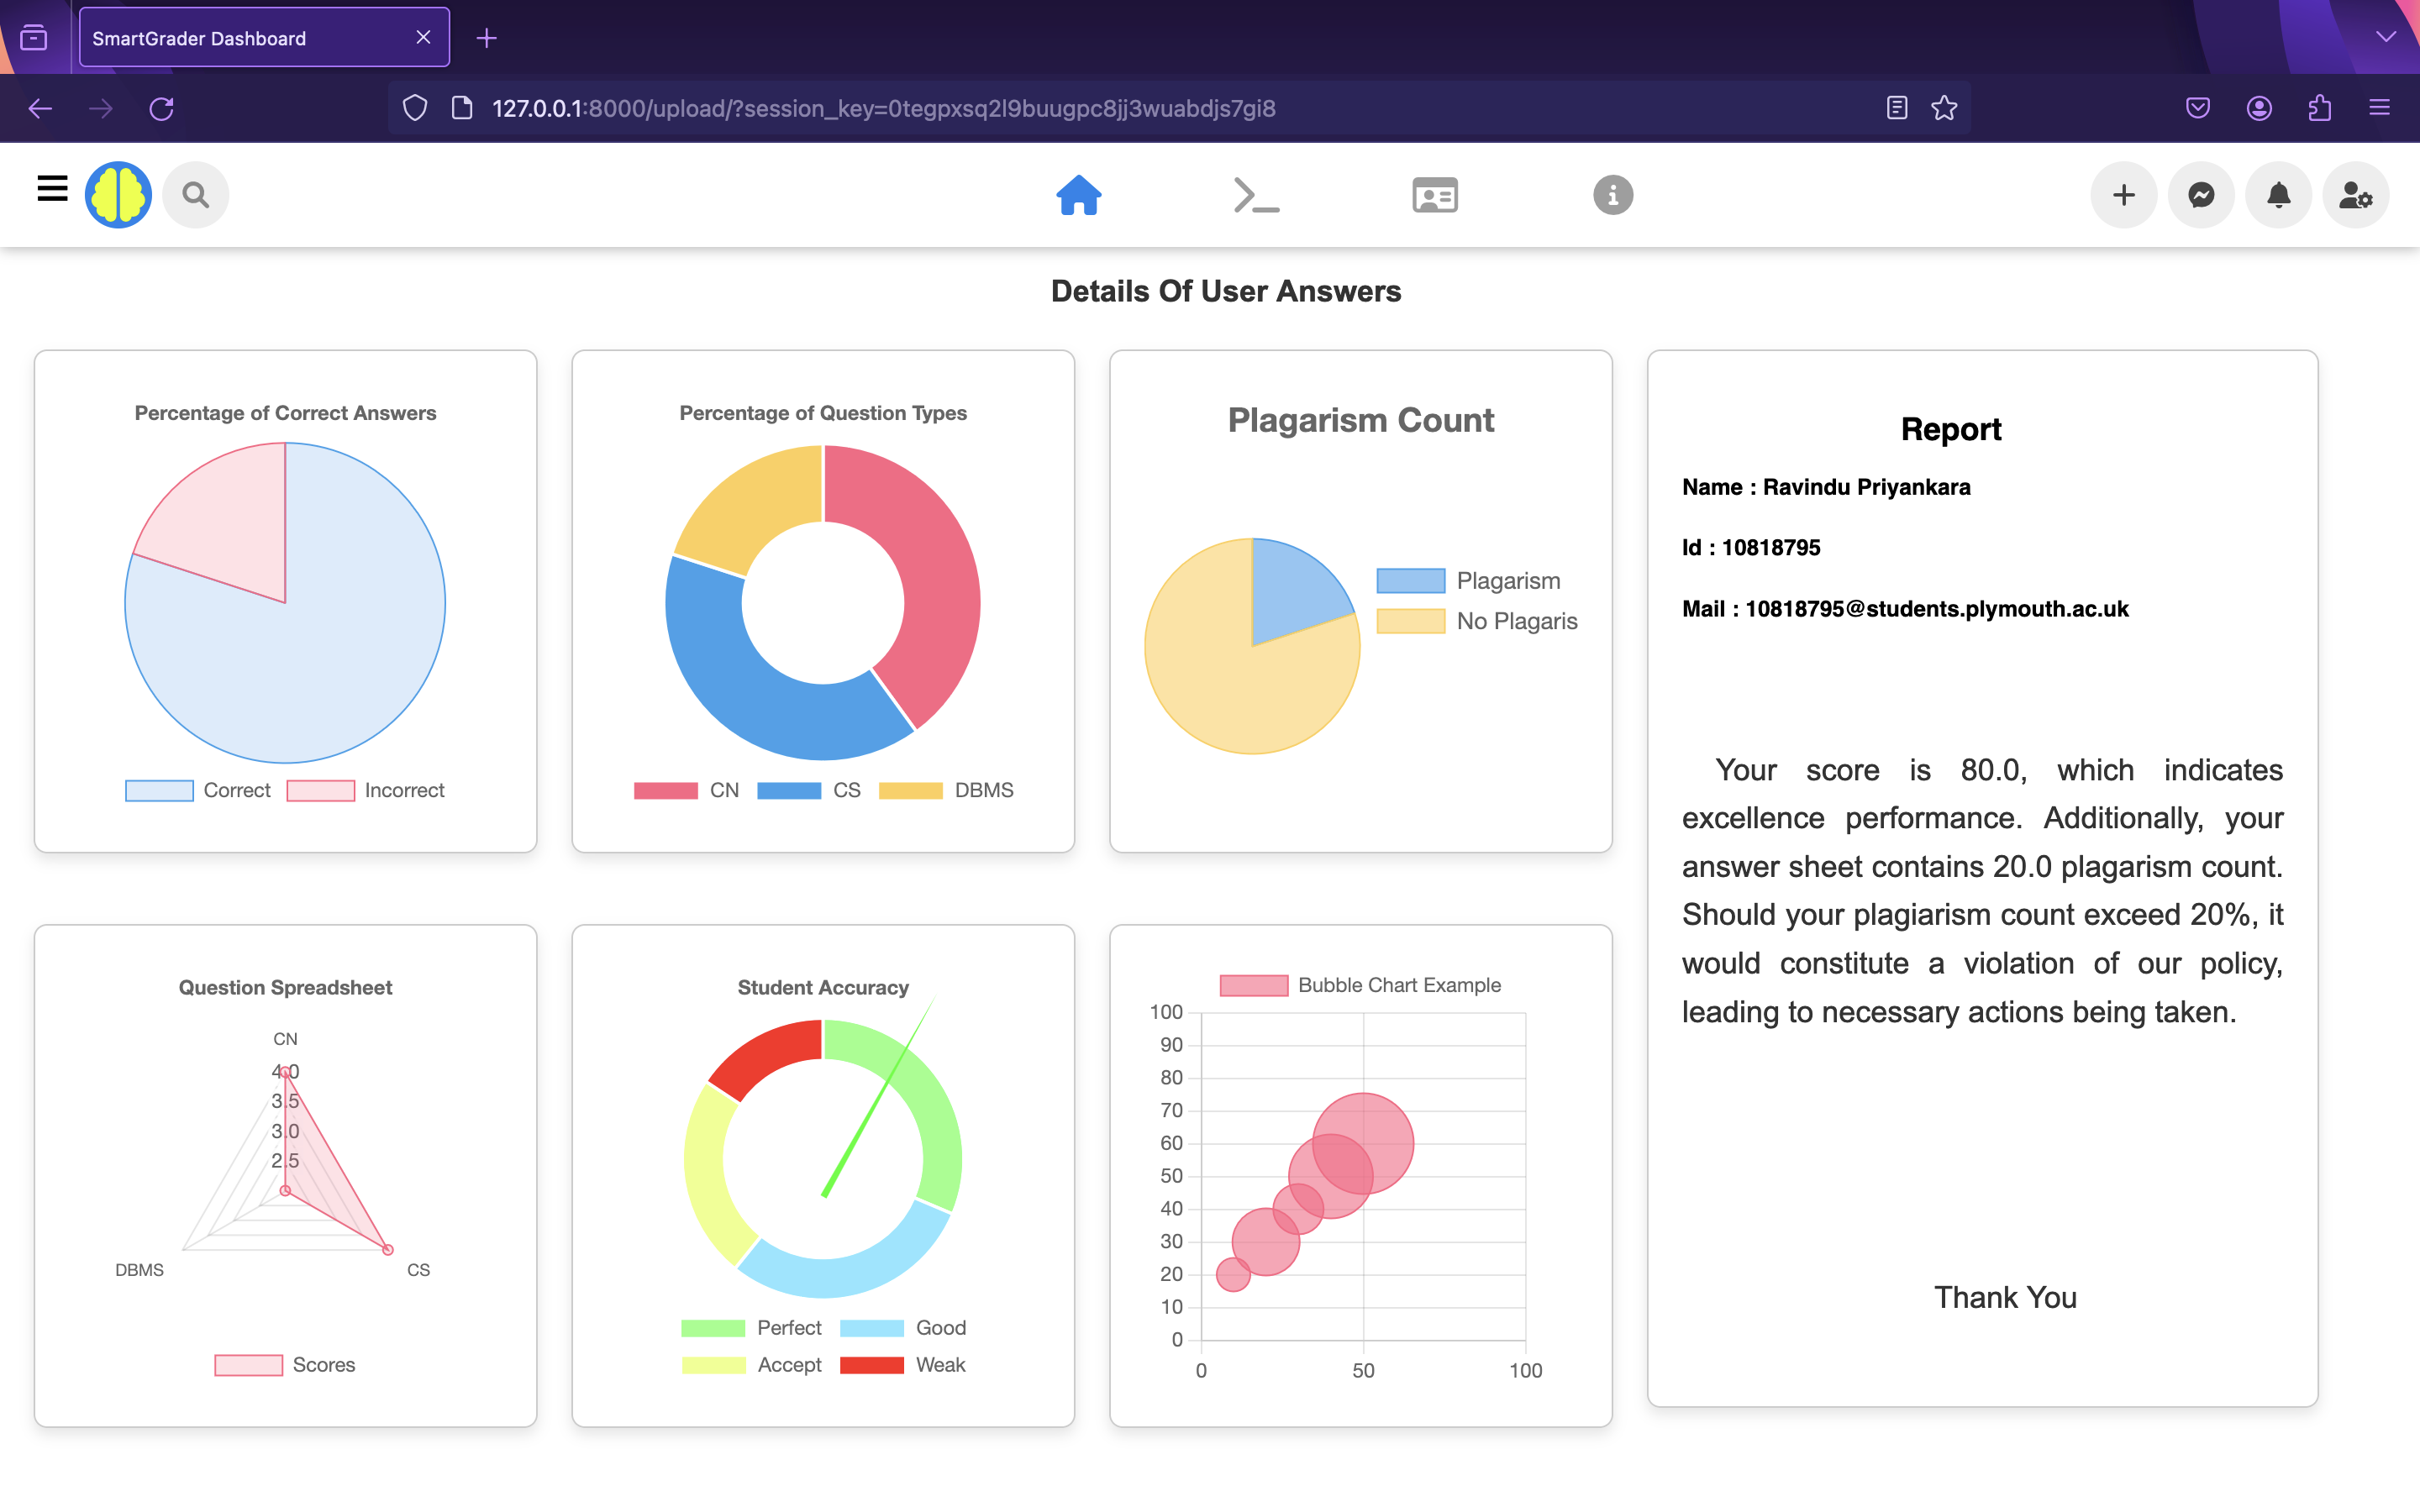 SmartGrader Dashboard
127.0.0.1:8000/upload/?session_key=0tegpxsq2l9buugpc8jj3wuabdjs7gi8
Details Of User Answers
Percentage of Correct Answers
Correct
Incorrect
Percentage of Question Types
CN
CS
DBMS
Plagarism Count
Plagarism
No Plagaris
Report
Name : Ravindu Priyankara
Id : 10818795
Mail : 10818795@students.plymouth.ac.uk
Your score is 80.0, which indicates
excellence performance. Additionally, your
answer sheet contains 20.0 plagarism count.
Should your plagiarism count exceed 20%, it
would constitute a violation of our policy,
leading to necessary actions being taken.
Thank You
Question Spreadsheet
CN
4.0
3.5
3.0
2.5
DBMS
CS
Scores
Student Accuracy
Perfect
Good
Accept
Weak
Bubble Chart Example
100
90
80
70
60
50
40
30
20
10
0
0
50
100